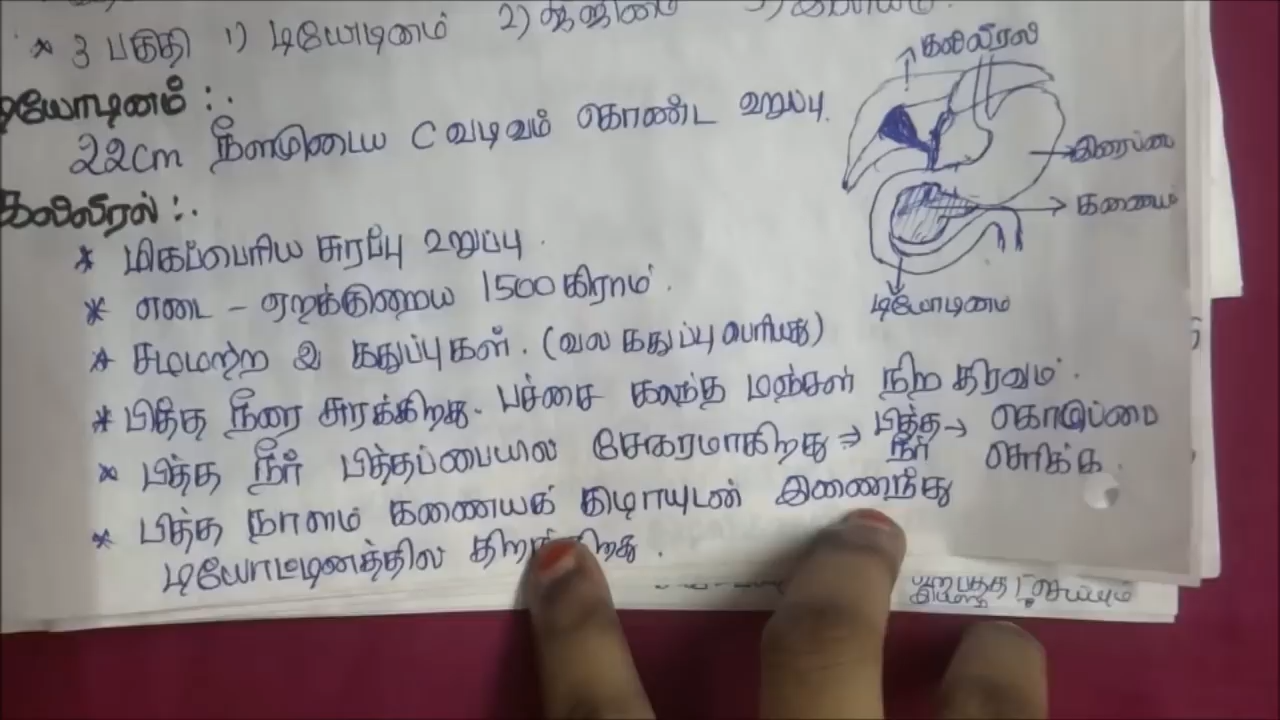 * 3 பகுதி 1) டியோடினம் 2) ஜஜினம் 3)
டியோடினம் :-
22cm நீளமுடைய C வடிவம் கொண்ட உறுப்பு.
கல்லீரல் :-
* மிகப்பெரிய சுரப்பு உறுப்பு.
* எடை - ஏறக்குறைய 1500 கிராம்.
* சமமற்ற 2 கதுப்புகள். (வல கதுப்பு பெரியது)
* பித்த நீரை சுரக்கிறது. பச்சை கலந்த மஞ்சள் நிற திரவம்.
* பித்த நீர் பித்தப்பையில் சேகரமாகிறது ⇒ பித்த நீர் → கொழுப்பை செரிக்க.
* பித்த நாளம் கணையக் குழாயுடன் இணைந்து
டியோடினத்தில் திறக்கிறது.
கல்லீரல்
இரைப்பை
கணையம்
டியோடினம்